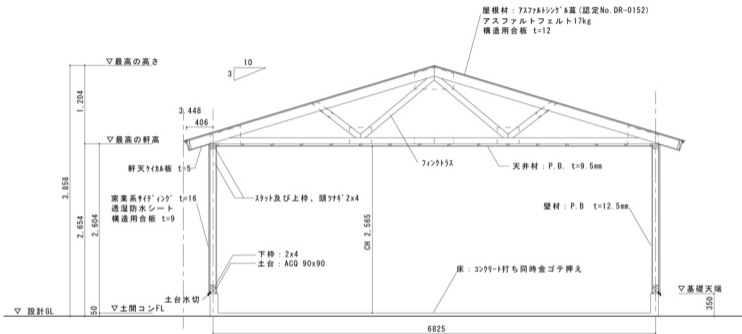 屋根材：ｱｽﾌｧﾙﾄｼﾝｸﾞﾙ葺(認定No.DR-0152)
アスファルトフェルト17kg
構造用合板 t=12
▽最高の高さ
10
3
1,204
3,448
406
▽最高の軒高
軒天ｹｲｶﾙ板 t=5
ﾌｨﾝｸﾄﾗｽ
天井材：P.B. t=9.5mm
3,858
2,654
2,604
窯業系ｻｲﾃﾞｨﾝｸﾞ t=16
透湿防水シート
構造用合板 t=9
ｽﾀｯﾄ及び上枠、頭ﾂﾅｷﾞ2x4
CH 2,565
壁材：P.B t=12.5mm
下枠：2x4
土台：ACQ 90x90
床：ｺﾝｸﾘｰﾄ打ち同時金ゴテ押え
土台水切
▽基礎天端
▽ 設計GL
50
▽土間コンFL
350
6825